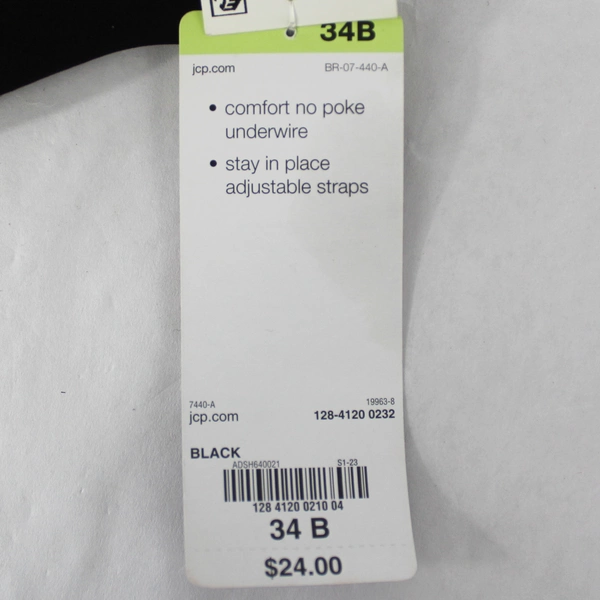 34B
jcp.com BR-07-440-A
• comfort no poke
underwire
• stay in place
adjustable straps
7440-A 19963-8
jcp.com 128-4120 0232
BLACK
ADSH640021 S1-23
128 4120 0210 04
34 B
$24.00